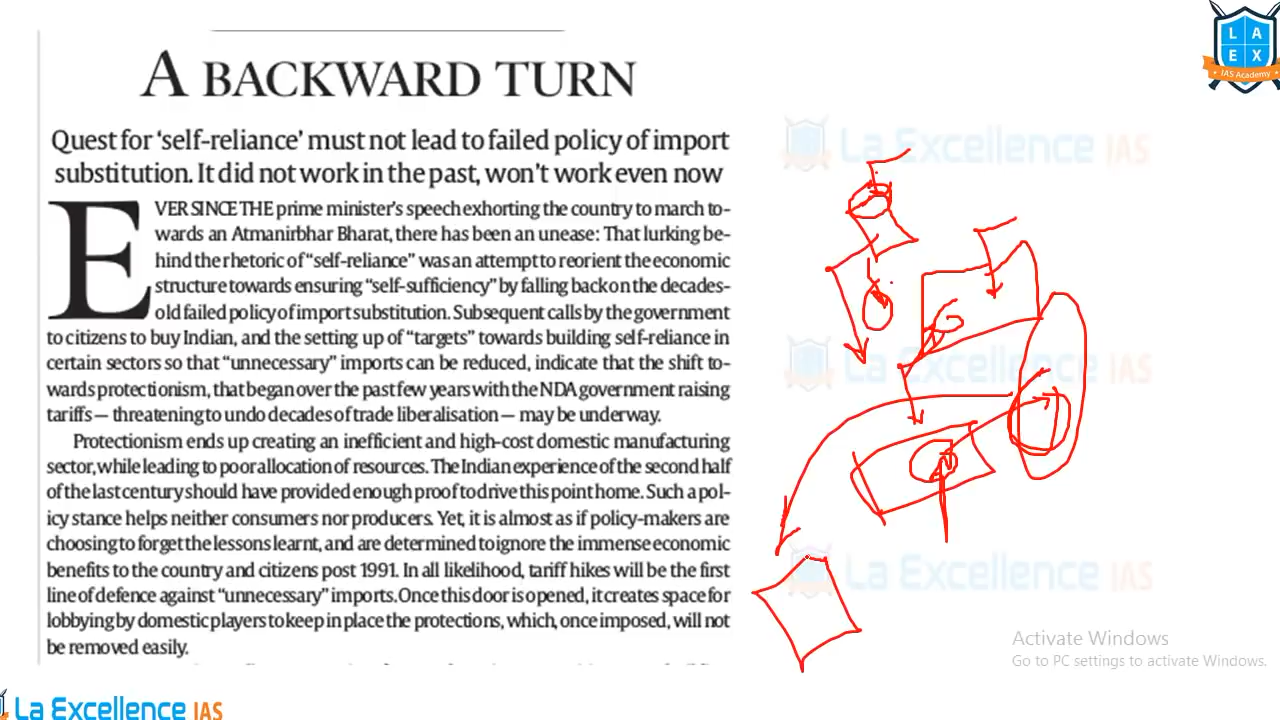 A BACKWARD TURN
Quest for ‘self-reliance’ must not lead to failed policy of import
substitution. It did not work in the past, won’t work even now
EVER SINCE THE prime minister’s speech exhorting the country to march to-
wards an Atmanirbhar Bharat, there has been an unease: That lurking be-
hind the rhetoric of “self-reliance” was an attempt to reorient the economic
structure towards ensuring “self-sufficiency” by falling back on the decades-
old failed policy of import substitution. Subsequent calls by the government
to citizens to buy Indian, and the setting up of “targets” towards building self-reliance in
certain sectors so that “unnecessary” imports can be reduced, indicate that the shift to-
wards protectionism, that began over the past few years with the NDA government raising
tariffs — threatening to undo decades of trade liberalisation — may be underway.
Protectionism ends up creating an inefficient and high-cost domestic manufacturing
sector, while leading to poor allocation of resources. The Indian experience of the second half
of the last century should have provided enough proof to drive this point home. Such a pol-
icy stance helps neither consumers nor producers. Yet, it is almost as if policy-makers are
choosing to forget the lessons learnt, and are determined to ignore the immense economic
benefits to the country and citizens post 1991. In all likelihood, tariff hikes will be the first
line of defence against “unnecessary” imports. Once this door is opened, it creates space for
lobbying by domestic players to keep in place the protections, which, once imposed, will not
be removed easily.
L A
E X
IAS Academy
La Excellence IAS
La Excellence IAS
La Excellence IAS
Activate Windows
Go to PC settings to activate Windows.
La Excellence IAS